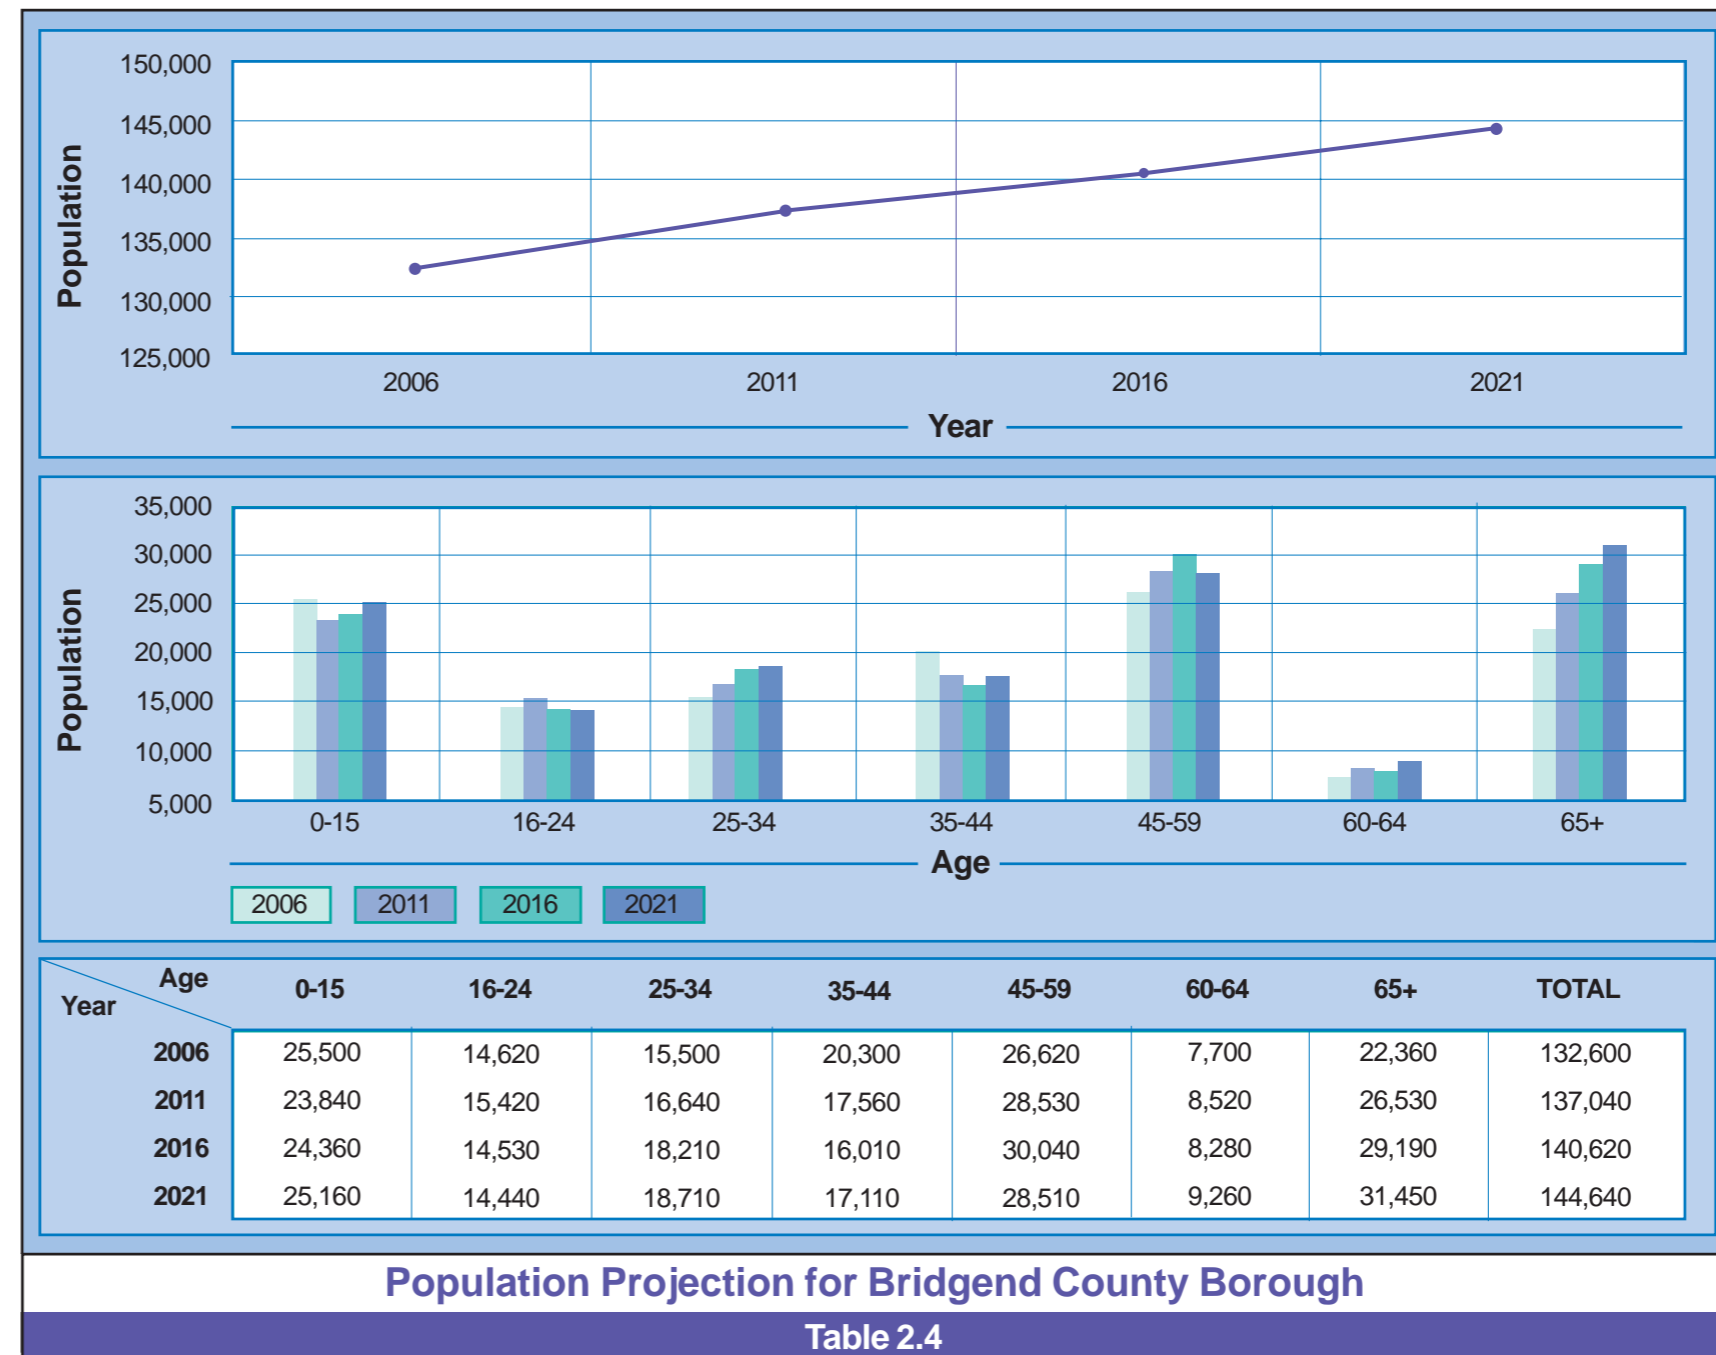 150,000
145,000
140,000
135,000
130,000
125,000
Population
2006 2011 2016 2021
Year
35,000
30,000
25,000
20,000
15,000
10,000
5,000
Population
0-15 16-24 25-34 35-44 45-59 60-64 65+
Age
2006 2011 2016 2021
Age
Year
0-15 16-24 25-34 35-44 45-59 60-64 65+ TOTAL
2006 25,500 14,620 15,500 20,300 26,620 7,700 22,360 132,600
2011 23,840 15,420 16,640 17,560 28,530 8,520 26,530 137,040
2016 24,360 14,530 18,210 16,010 30,040 8,280 29,190 140,620
2021 25,160 14,440 18,710 17,110 28,510 9,260 31,450 144,640
Population Projection for Bridgend County Borough
Table 2.4